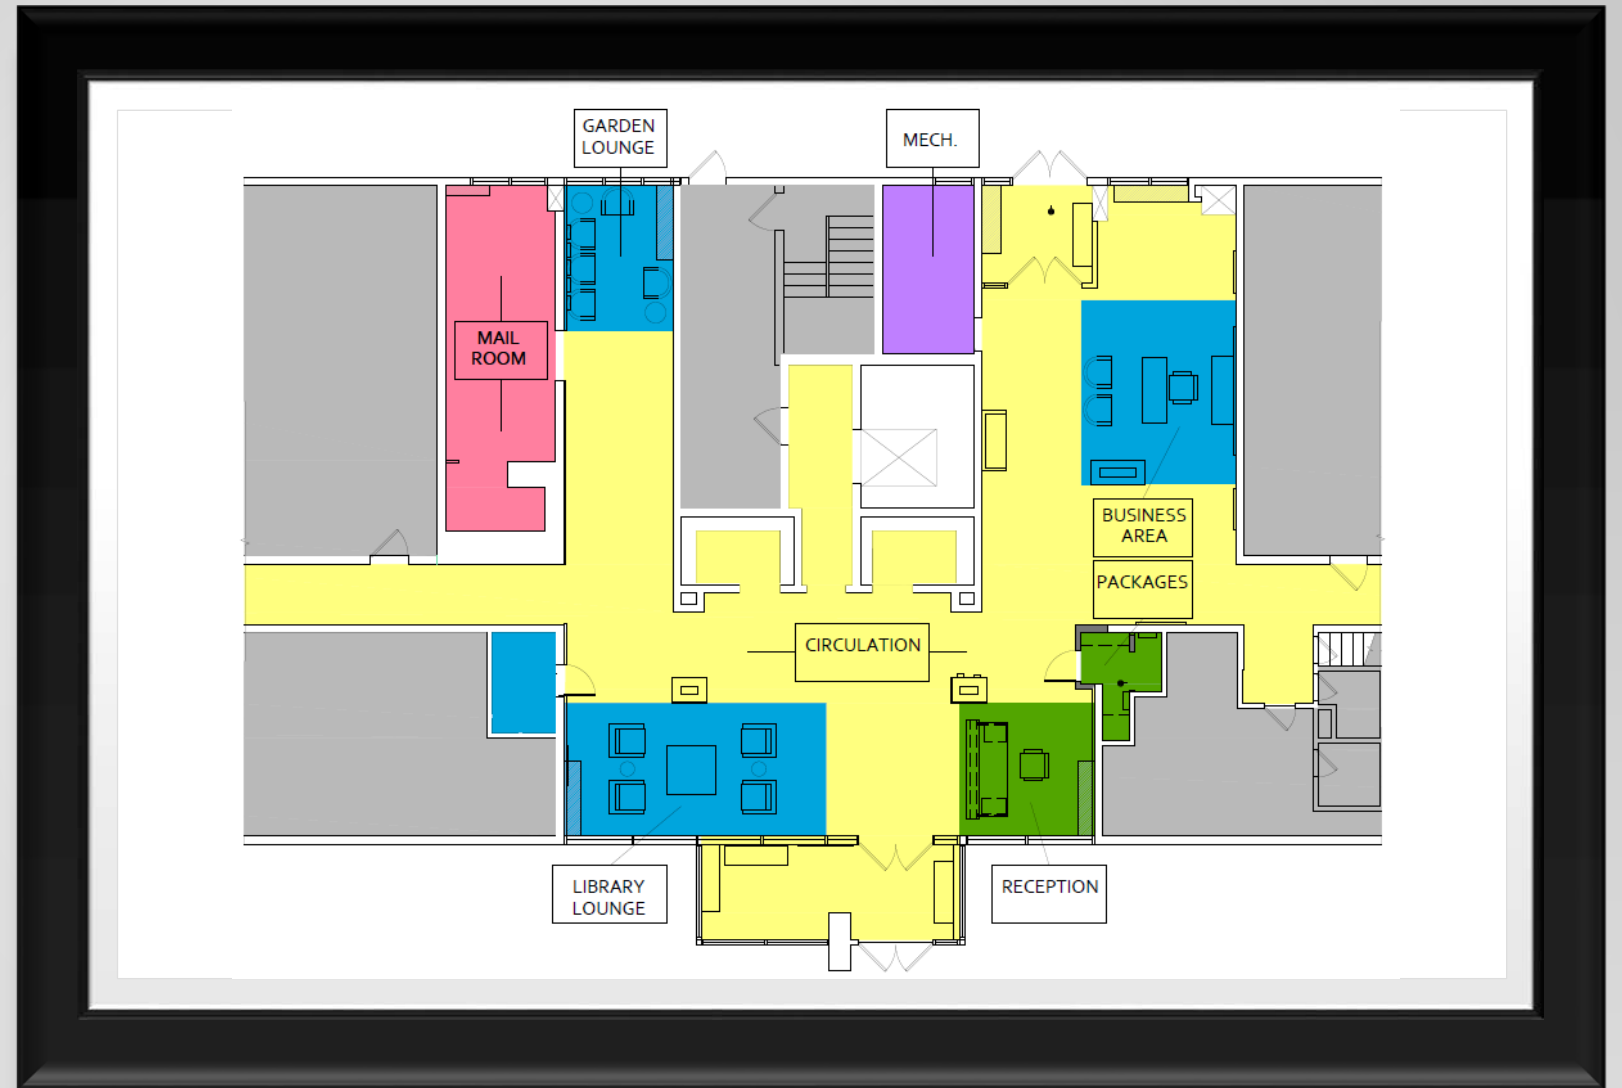 GARDEN
LOUNGE
MECH.
MAIL
ROOM
BUSINESS
AREA
PACKAGES
CIRCULATION
LIBRARY
LOUNGE
RECEPTION